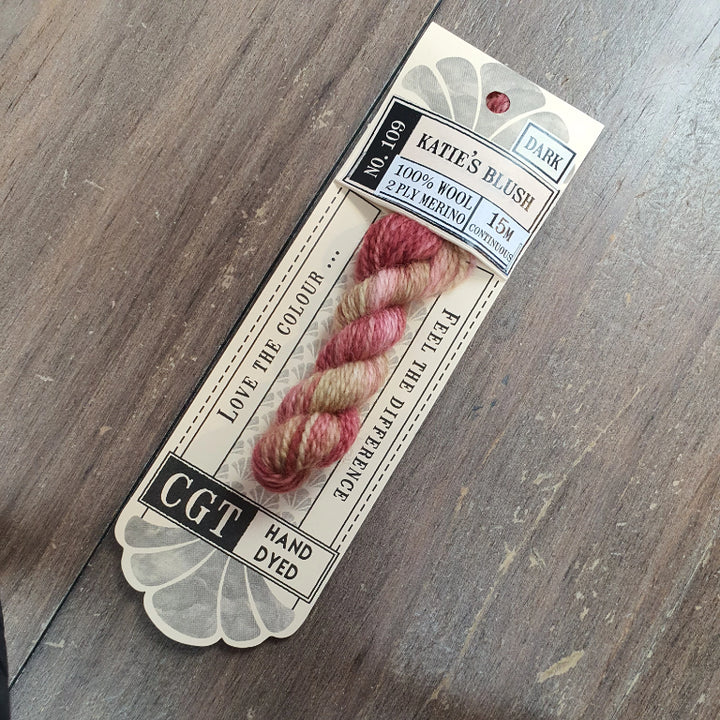 DARK
NO. 109
KATIE'S BLUSH
100% WOOL
2 PLY MERINO
15M
CONTINUOUS
LOVE THE COLOUR ...
FEEL THE DIFFERENCE
CGT
HAND
DYED